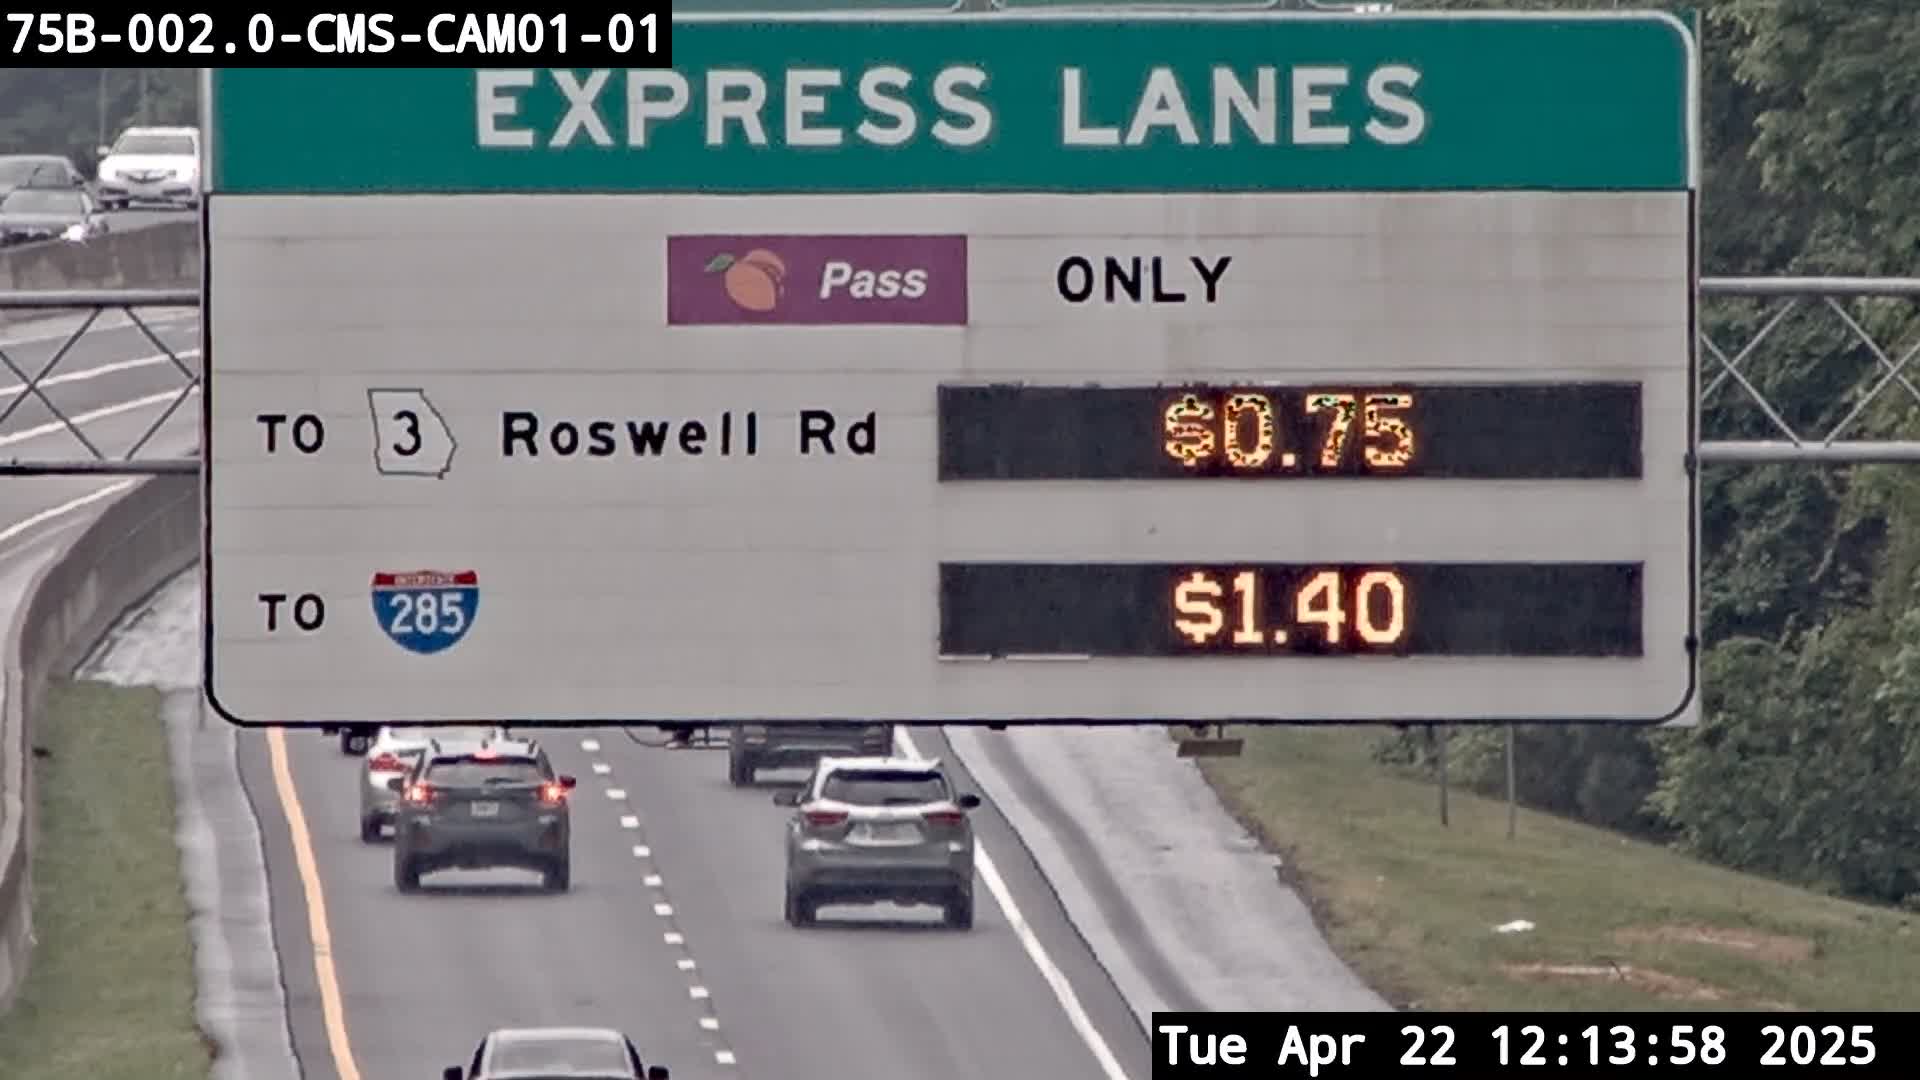 75B-002.0-CMS-CAM01-01
EXPRESS LANES
Pass ONLY
TO 3 Roswell Rd $0.75
INTERSTATE
TO 285 $1.40
Tue Apr 22 12:13:58 2025